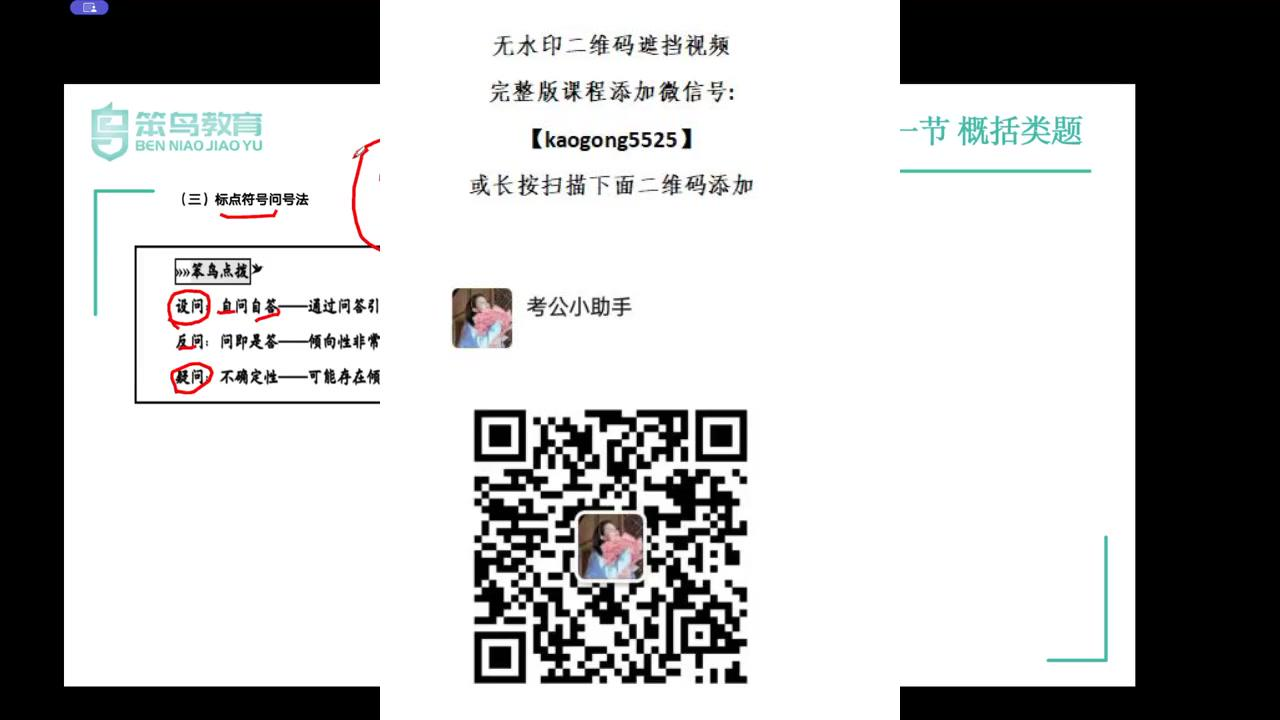 无水印二维码遮挡视频
完整版课程添加微信号:
【kaogong5525】
或长按扫描下面二维码添加
考公小助手
笨鸟教育
BEN NIAO JIAO YU
一节 概括类题
（三）标点符号问号法
»»笨鸟点拨
设问：自问自答——通过问答引
反问：问即是答——倾向性非常
疑问：不确定性——可能存在倾